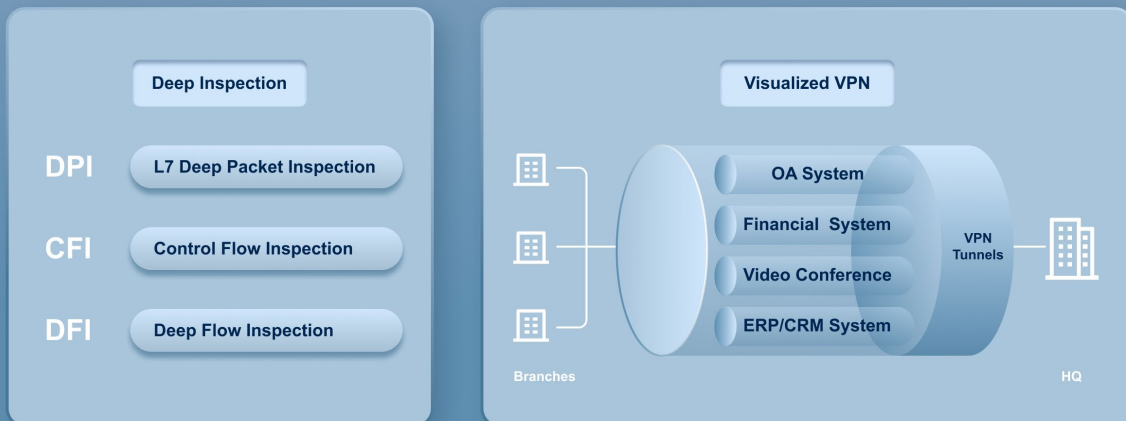 Deep Inspection
DPI L7 Deep Packet Inspection
CFI Control Flow Inspection
DFI Deep Flow Inspection
Visualized VPN
OA System
Financial System
Video Conference
ERP/CRM System
VPN
Tunnels
Branches
HQ